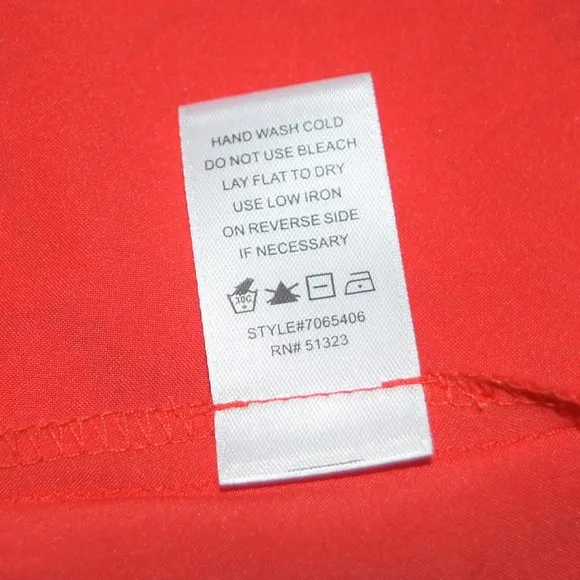 HAND WASH COLD
DO NOT USE BLEACH
LAY FLAT TO DRY
USE LOW IRON
ON REVERSE SIDE
IF NECESSARY
30C
STYLE#7065406
RN# 51323